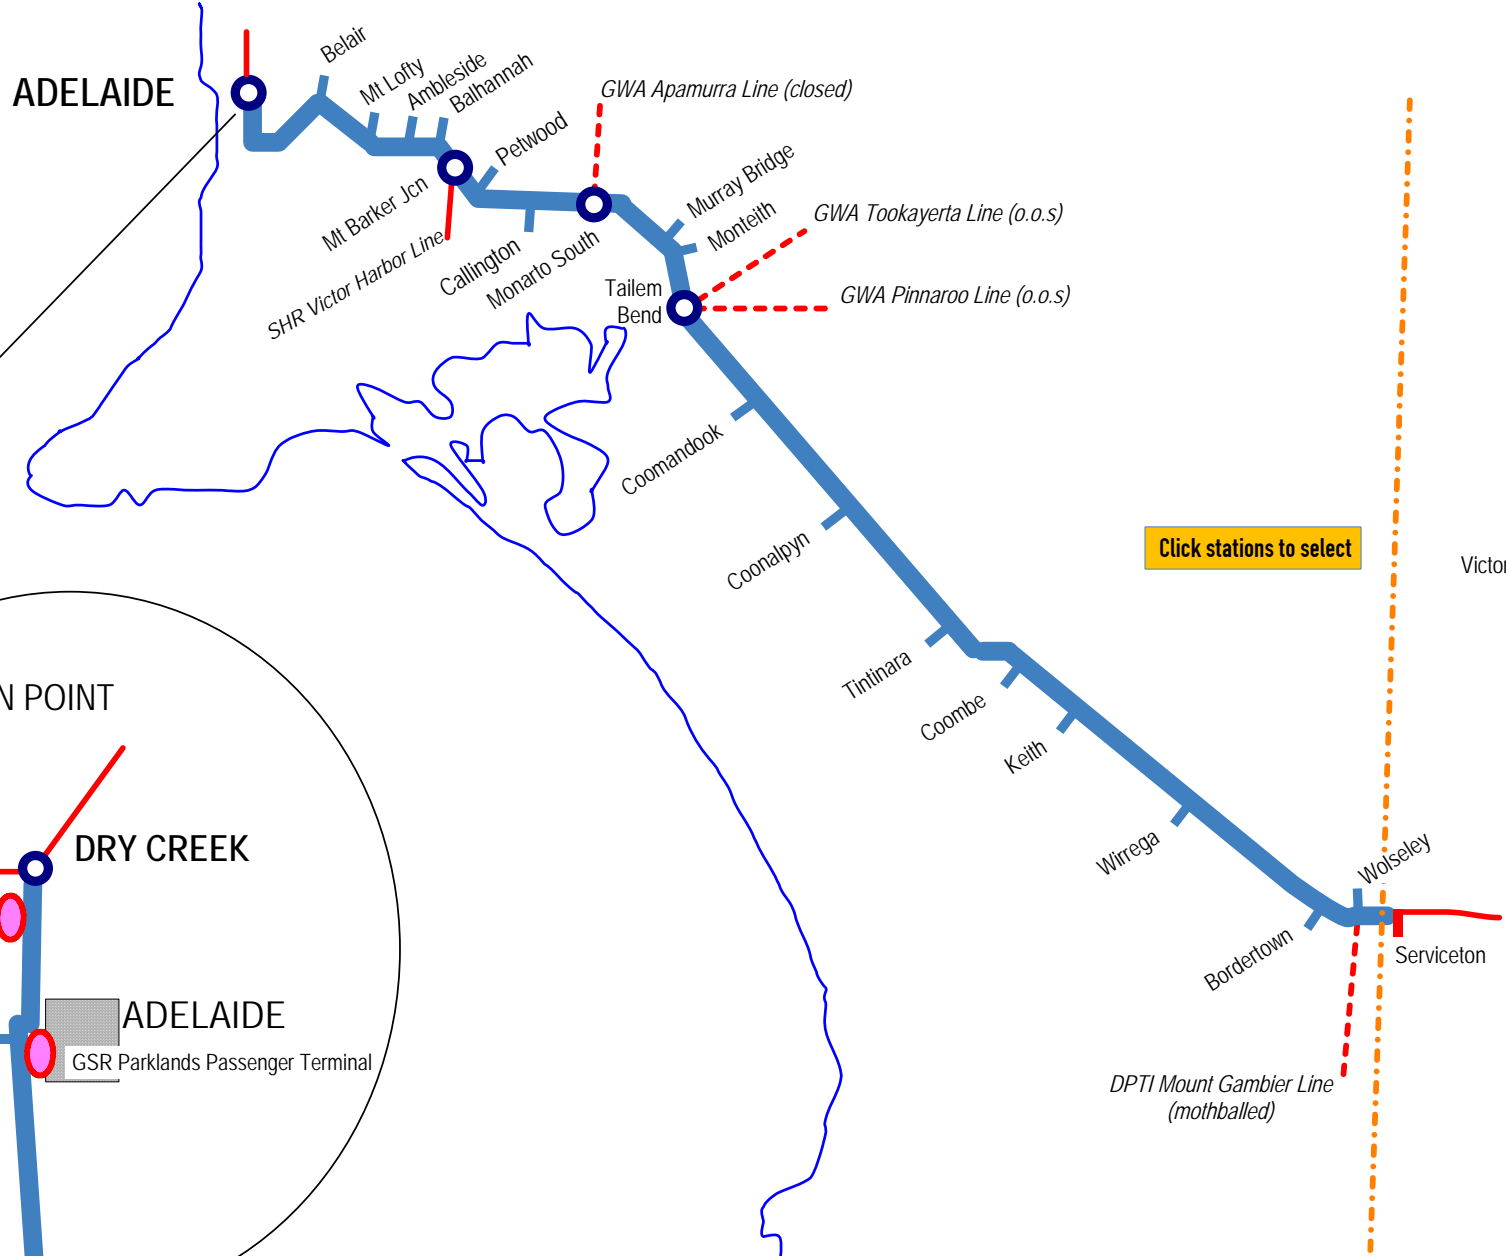 Belair
Mt Lofty
Ambleside
Balhannah
ADELAIDE
GWA Apamurra Line (closed)
Petwood
Murray Bridge
Mt Barker Jcn
Monteith
GWA Tookayerta Line (o.o.s)
SHR Victor Harbor Line
Callington
Monarto South
Tailem
Bend
GWA Pinnaroo Line (o.o.s)
Coomandook
Coonalpyn
Click stations to select
Victor
Tintinara
Coombe
Keith
N POINT
DRY CREEK
Wirrega
Wolseley
Bordertown
Serviceton
ADELAIDE
GSR Parklands Passenger Terminal
DPTI Mount Gambier Line
(mothballed)